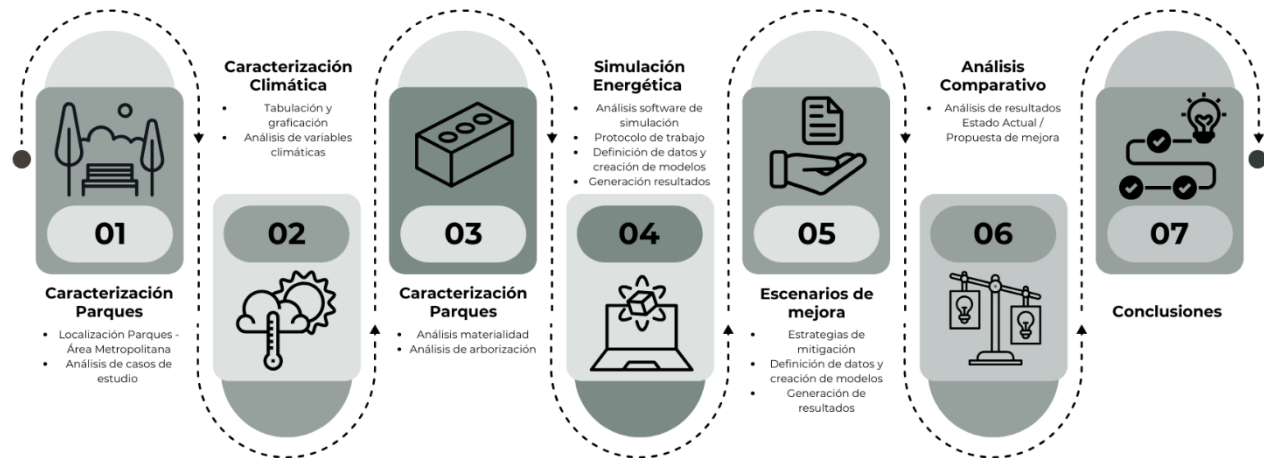 01
Caracterización
Parques
• Localización Parques -
Área Metropolitana
• Análisis de casos de
estudio
Caracterización
Climática
• Tabulación y
graficación
• Análisis de variables
climáticas
02
03
Caracterización
Parques
• Análisis materialidad
• Análisis de arborización
Simulación
Energética
• Análisis software de
simulación
• Protocolo de trabajo
• Definición de datos y
creación de modelos
• Generación resultados
04
05
Escenarios de
mejora
• Estrategias de
mitigación
• Definición de datos y
creación de modelos
• Generación de
resultados
Análisis
Comparativo
• Análisis de resultados
Estado Actual /
Propuesta de mejora
06
07
Conclusiones